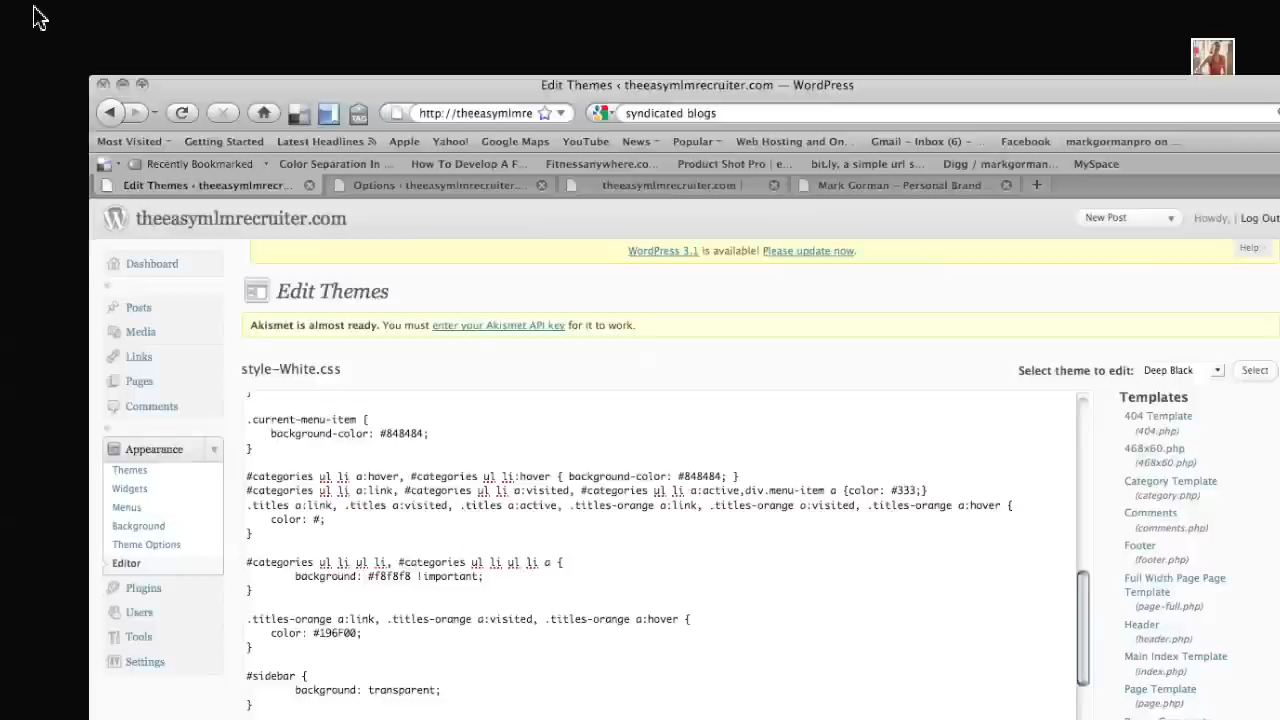 Edit Themes ‹ theeasymlmrecruiter.com — WordPress
http://theeasymlmre
syndicated blogs
Most Visited Getting Started Latest Headlines Apple Yahoo! Google Maps YouTube News Popular Web Hosting and On... Gmail - Inbox (6) - ... Facebook markgormanpro on ...
Recently Bookmarked Color Separation In ... How To Develop A F... Fitnessanywhere.co... Product Shot Pro | e... bit.ly, a simple url s... Digg / markgorman... MySpace
Edit Themes ‹ theeasymlmrecr... Options ‹ theeasymlmrecruiter.... theeasymlmrecruiter.com | Mark Gorman - Personal Brand ... +
theeasymlmrecruiter.com
New Post
Howdy, | Log Out
WordPress 3.1 is available! Please update now.
Help
Dashboard
Posts
Media
Links
Pages
Comments
Appearance
Themes
Widgets
Menus
Background
Theme Options
Editor
Plugins
Users
Tools
Settings
Edit Themes
Akismet is almost ready. You must enter your Akismet API key for it to work.
style-White.css
Select theme to edit: Deep Black Select
}
.current-menu-item {
background-color: #848484;
}
#categories ul li a:hover, #categories ul li:hover { background-color: #848484; }
#categories ul li a:link, #categories ul li a:visited, #categories ul li a:active,div.menu-item a {color: #333;}
.titles a:link, .titles a:visited, .titles a:active, .titles-orange a:link, .titles-orange a:visited, .titles-orange a:hover {
color: #;
}
#categories ul li ul li, #categories ul li ul li a {
background: #f8f8f8 !important;
}
.titles-orange a:link, .titles-orange a:visited, .titles-orange a:hover {
color: #196F00;
}
#sidebar {
background: transparent;
}
Templates
404 Template
(404.php)
468x60.php
(468x60.php)
Category Template
(category.php)
Comments
(comments.php)
Footer
(footer.php)
Full Width Page Page
Template
(page-full.php)
Header
(header.php)
Main Index Template
(index.php)
Page Template
(page.php)